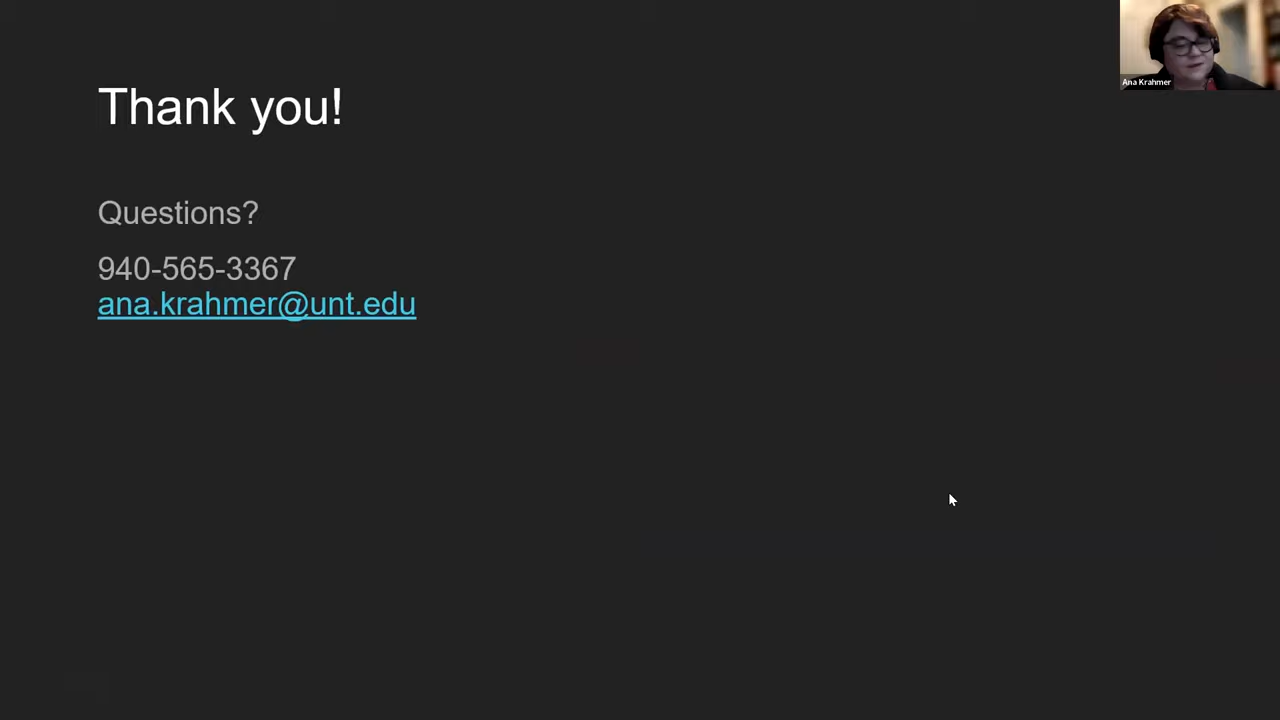 Ana Krahmer
Thank you!
Questions?
940-565-3367
ana.krahmer@unt.edu